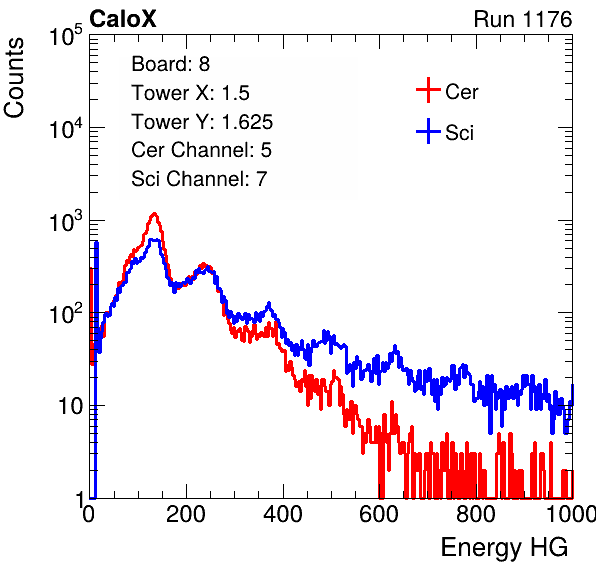 CaloX Run 1176
Counts
10^5
10^4
10^3
10^2
10
1
Board: 8
Tower X: 1.5
Tower Y: 1.625
Cer Channel: 5
Sci Channel: 7
Cer
Sci
0 200 400 600 800 1000
Energy HG